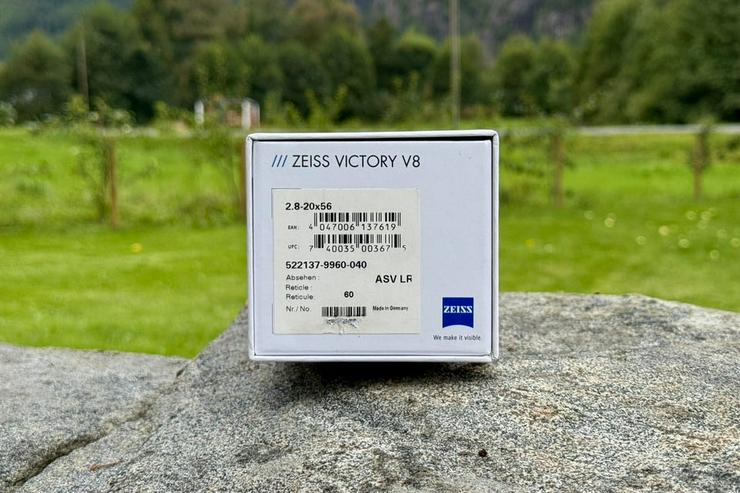 /// ZEISS VICTORY V8
2.8-20x56
EAN: 4 047006 137619
UPC: 7 40035 00367 5
522137-9960-040
Absehen : ASV LR
Reticle :
Reticule: 60
Nr./ No. Made in Germany
ZEISS
We make it visible.